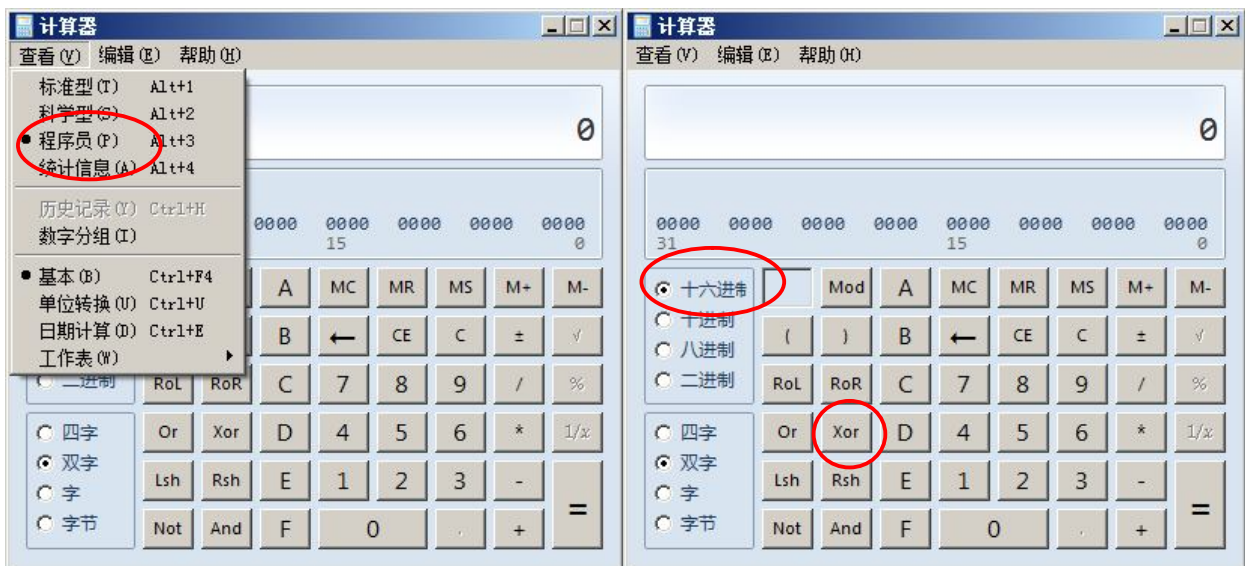 计算器
查看(V) 编辑(E) 帮助(H)
标准型(T) Alt+1
科学型(S) Alt+2
程序员(P) Alt+3
统计信息(A) Alt+4
历史记录(Y) Ctrl+H
数字分组(I)
基本(B) Ctrl+F4
单位转换(U) Ctrl+U
日期计算(D) Ctrl+E
工作表(W)
0
0000 0000 0000 0000 0000
15 0
A MC MR MS M+ M-
B ← CE C ± √
二进制 RoL RoR C 7 8 9 / %
四字 Or Xor D 4 5 6 * 1/x
双字
字 Lsh Rsh E 1 2 3 - =
字节 Not And F 0 . +
计算器
查看(V) 编辑(E) 帮助(H)
0
0000 0000 0000 0000 0000 0000 0000 0000
31 15 0
十六进制 Mod A MC MR MS M+ M-
十进制 ( ) B ← CE C ± √
八进制
二进制 RoL RoR C 7 8 9 / %
四字 Or Xor D 4 5 6 * 1/x
双字
字 Lsh Rsh E 1 2 3 - =
字节 Not And F 0 . +